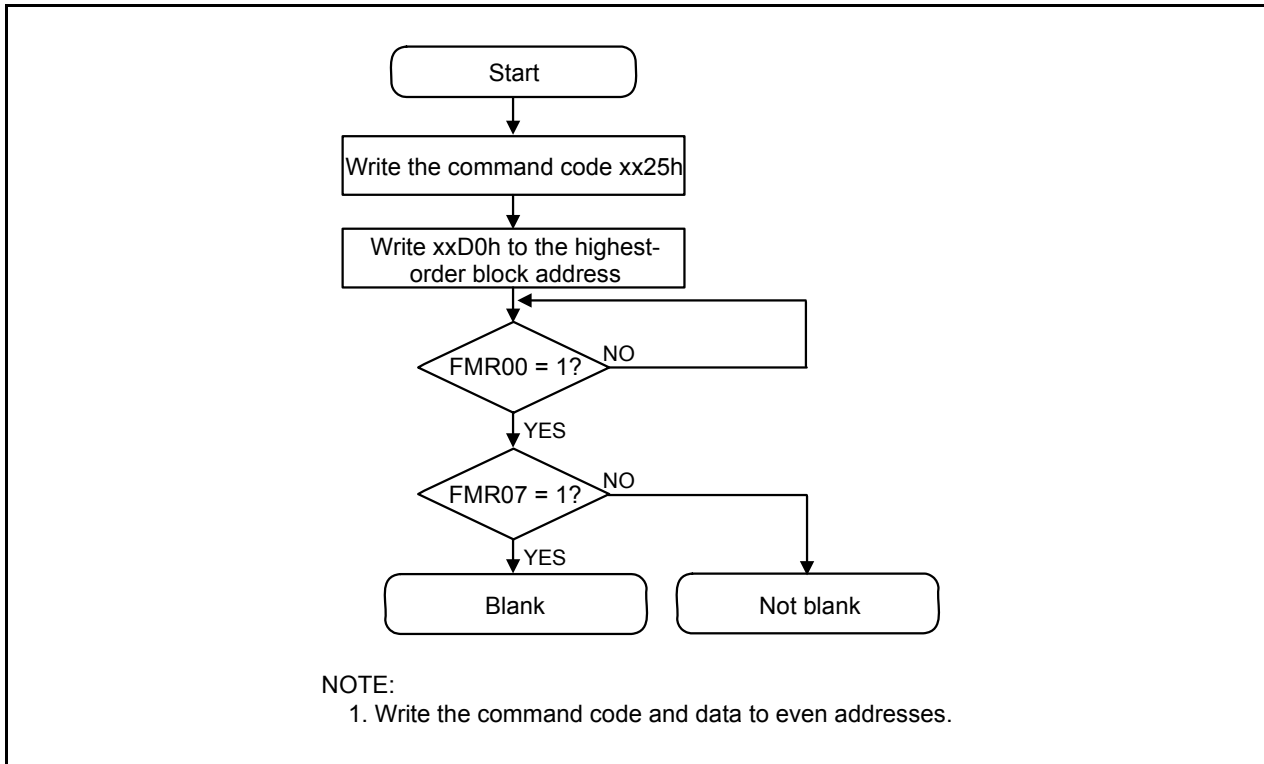 Start
Write the command code xx25h
Write xxD0h to the highest-
order block address
FMR00 = 1?
NO
YES
FMR07 = 1?
NO
YES
Blank
Not blank
NOTE:
1. Write the command code and data to even addresses.